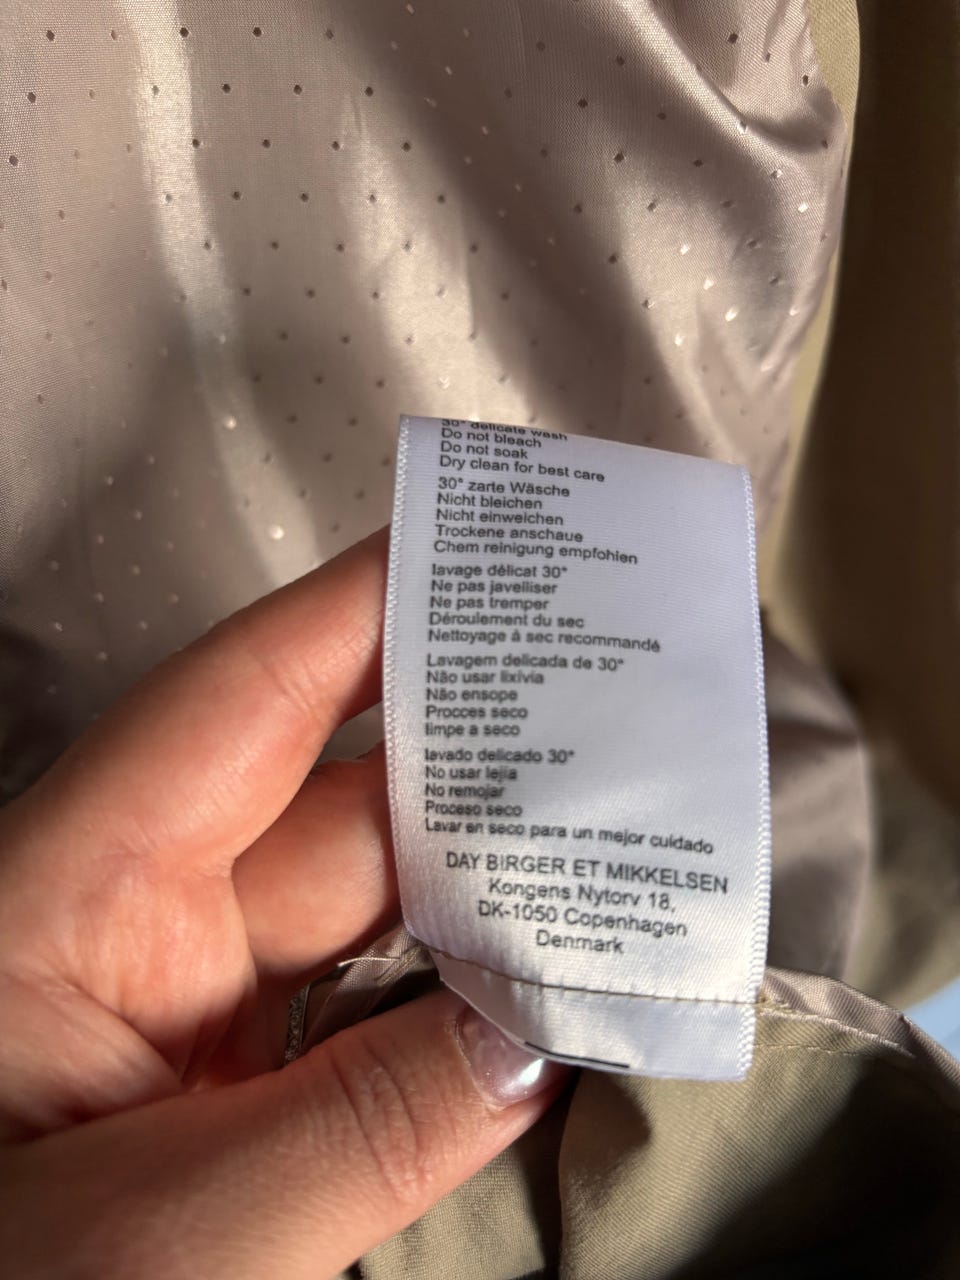 30° delicate wash
Do not bleach
Do not soak
Dry clean for best care
30° zarte Wäsche
Nicht bleichen
Nicht einweichen
Trockene anschaue
Chem reinigung empfohlen
lavage délicat 30°
Ne pas javelliser
Ne pas tremper
Déroulement du sec
Nettoyage à sec recommandé
Lavagem delicada de 30°
Não usar lixívia
Não ensope
Procces seco
limpe a seco
lavado delicado 30°
No usar lejia
No remojar
Proceso seco
Lavar en seco para un mejor cuidado
DAY BIRGER ET MIKKELSEN
Kongens Nytorv 18,
DK-1050 Copenhagen
Denmark